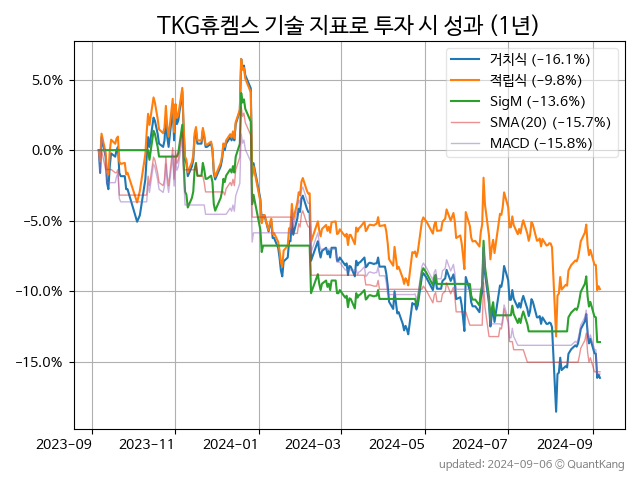 TKG휴켐스 기술 지표로 투자 시 성과 (1년)
거치식 (−16.1%)
적립식 (−9.8%)
SigM (−13.6%)
SMA(20) (−15.7%)
MACD (−15.8%)
5.0%
0.0%
−5.0%
−10.0%
−15.0%
2023-09
2023-11
2024-01
2024-03
2024-05
2024-07
2024-09
updated: 2024-09-06 © QuantKang